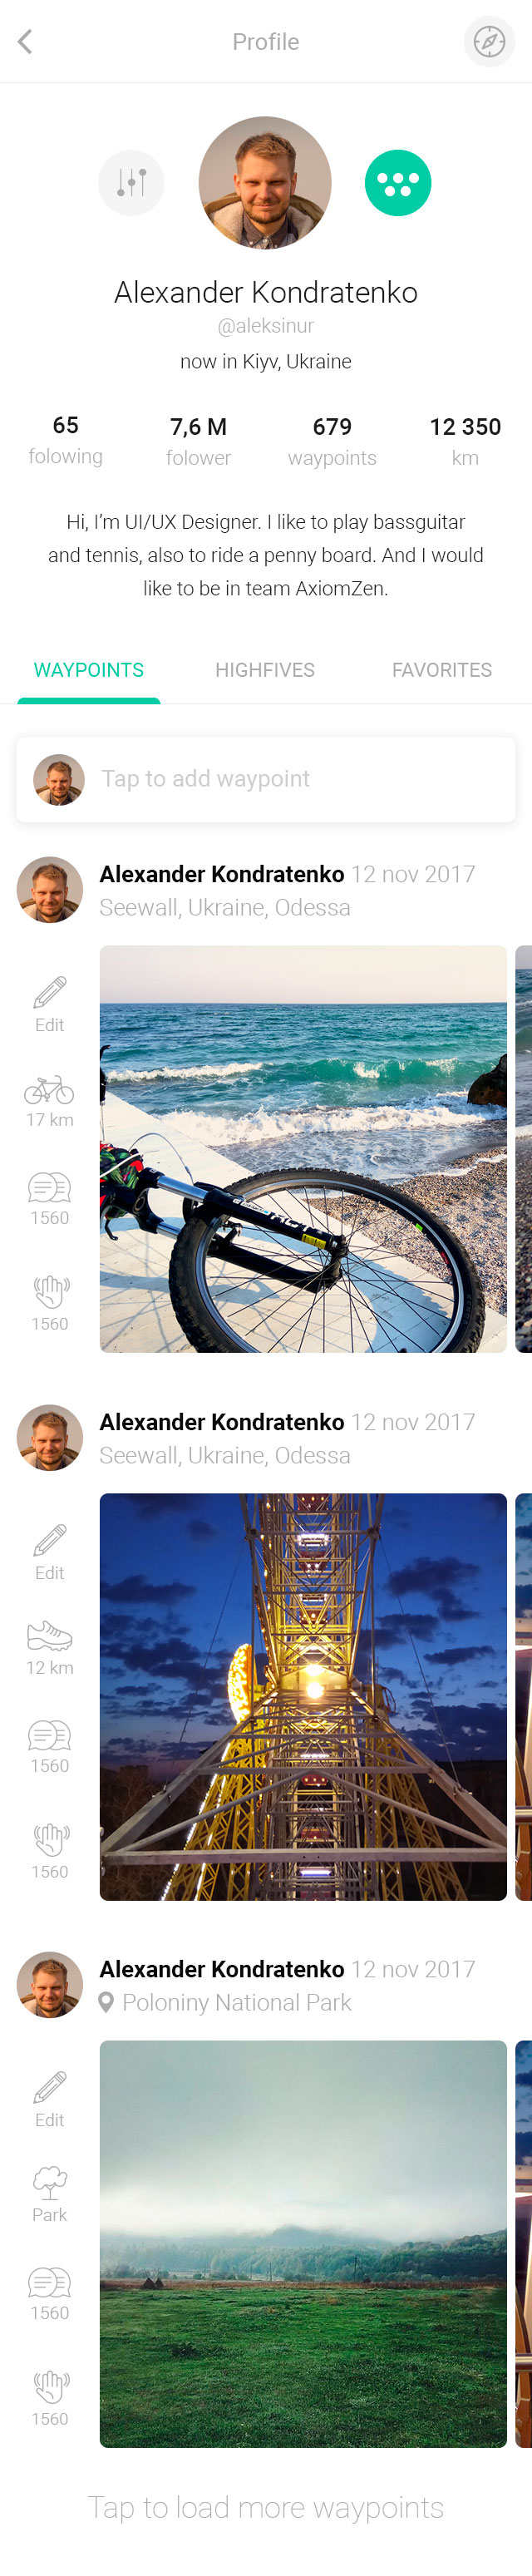 Profile
Alexander Kondratenko
@aleksinur
now in Kiyv, Ukraine
65 7,6 M 679 12 350
folowing folower waypoints km
Hi, I'm UI/UX Designer. I like to play bassguitar
and tennis, also to ride a penny board. And I would
like to be in team AxiomZen.
WAYPOINTS HIGHFIVES FAVORITES
Tap to add waypoint
Alexander Kondratenko 12 nov 2017
Seewall, Ukraine, Odessa
Edit
17 km
1560
1560
Alexander Kondratenko 12 nov 2017
Seewall, Ukraine, Odessa
Edit
12 km
1560
1560
Alexander Kondratenko 12 nov 2017
Poloniny National Park
Edit
Park
1560
1560
Tap to load more waypoints